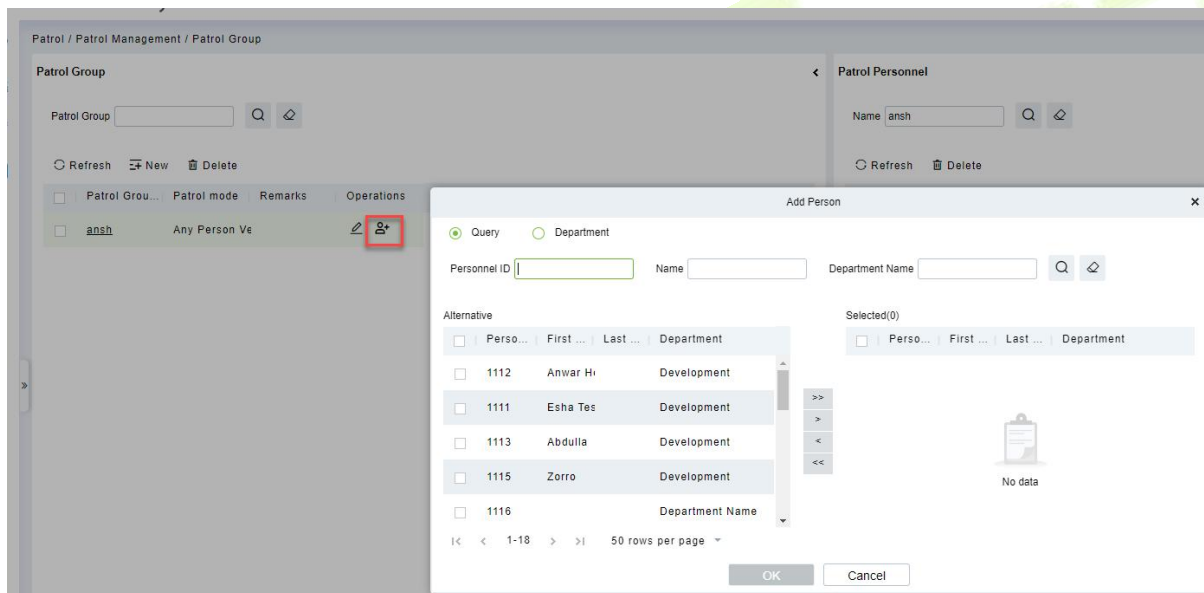 Patrol / Patrol Management / Patrol Group
Patrol Group
Patrol Personnel
Patrol Group
Name ansh
Refresh New Delete
Refresh Delete
Patrol Grou... Patrol mode Remarks Operations
ansh Any Person Ve
Add Person
Query Department
Personnel ID Name Department Name
Alternative
Selected(0)
Perso... First ... Last ... Department
Perso... First ... Last ... Department
1112 Anwar H Development
1111 Esha Tes Development
1113 Abdulla Development
1115 Zorro Development
1116 Department Name
>>
>
<
<<
No data
1-18 50 rows per page
OK Cancel